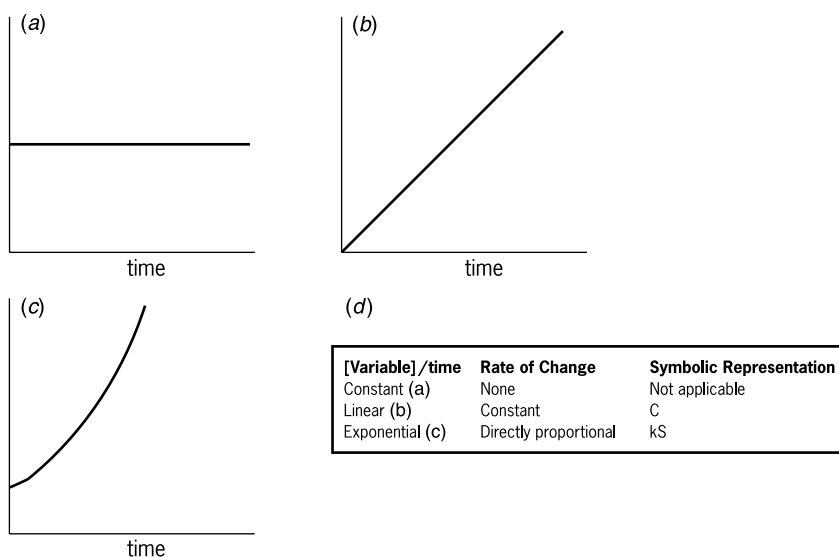 (a)
(b)
time
time
(c)
(d)
[Variable]/time Rate of Change Symbolic Representation
Constant (a) None Not applicable
Linear (b) Constant C
Exponential (c) Directly proportional kS
time